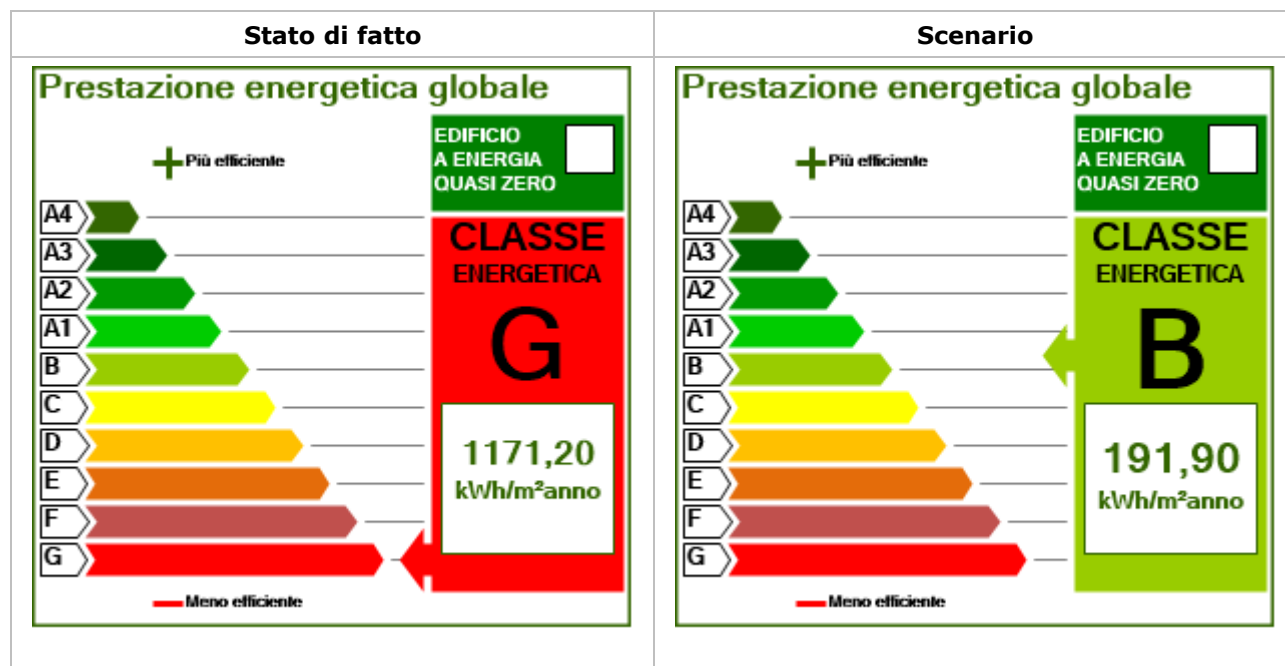 Stato di fatto
Scenario
Prestazione energetica globale
EDIFICIO
A ENERGIA
QUASI ZERO
Più efficiente
A4
A3
A2
A1
B
C
D
E
F
G
CLASSE
ENERGETICA
G
1171,20
kWh/m²anno
Meno efficiente
Prestazione energetica globale
EDIFICIO
A ENERGIA
QUASI ZERO
Più efficiente
A4
A3
A2
A1
B
C
D
E
F
G
CLASSE
ENERGETICA
B
191,90
kWh/m²anno
Meno efficiente